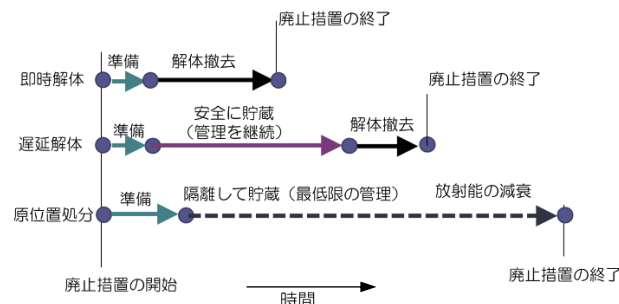 廃止措置の終了
準備
解体撤去
即時解体
廃止措置の終了
安全に貯蔵
(管理を継続)
準備
解体撤去
遅延解体
準備
隔離して貯蔵(最低限の管理)
放射能の減衰
原位置処分
廃止措置の開始
廃止措置の終了
時間